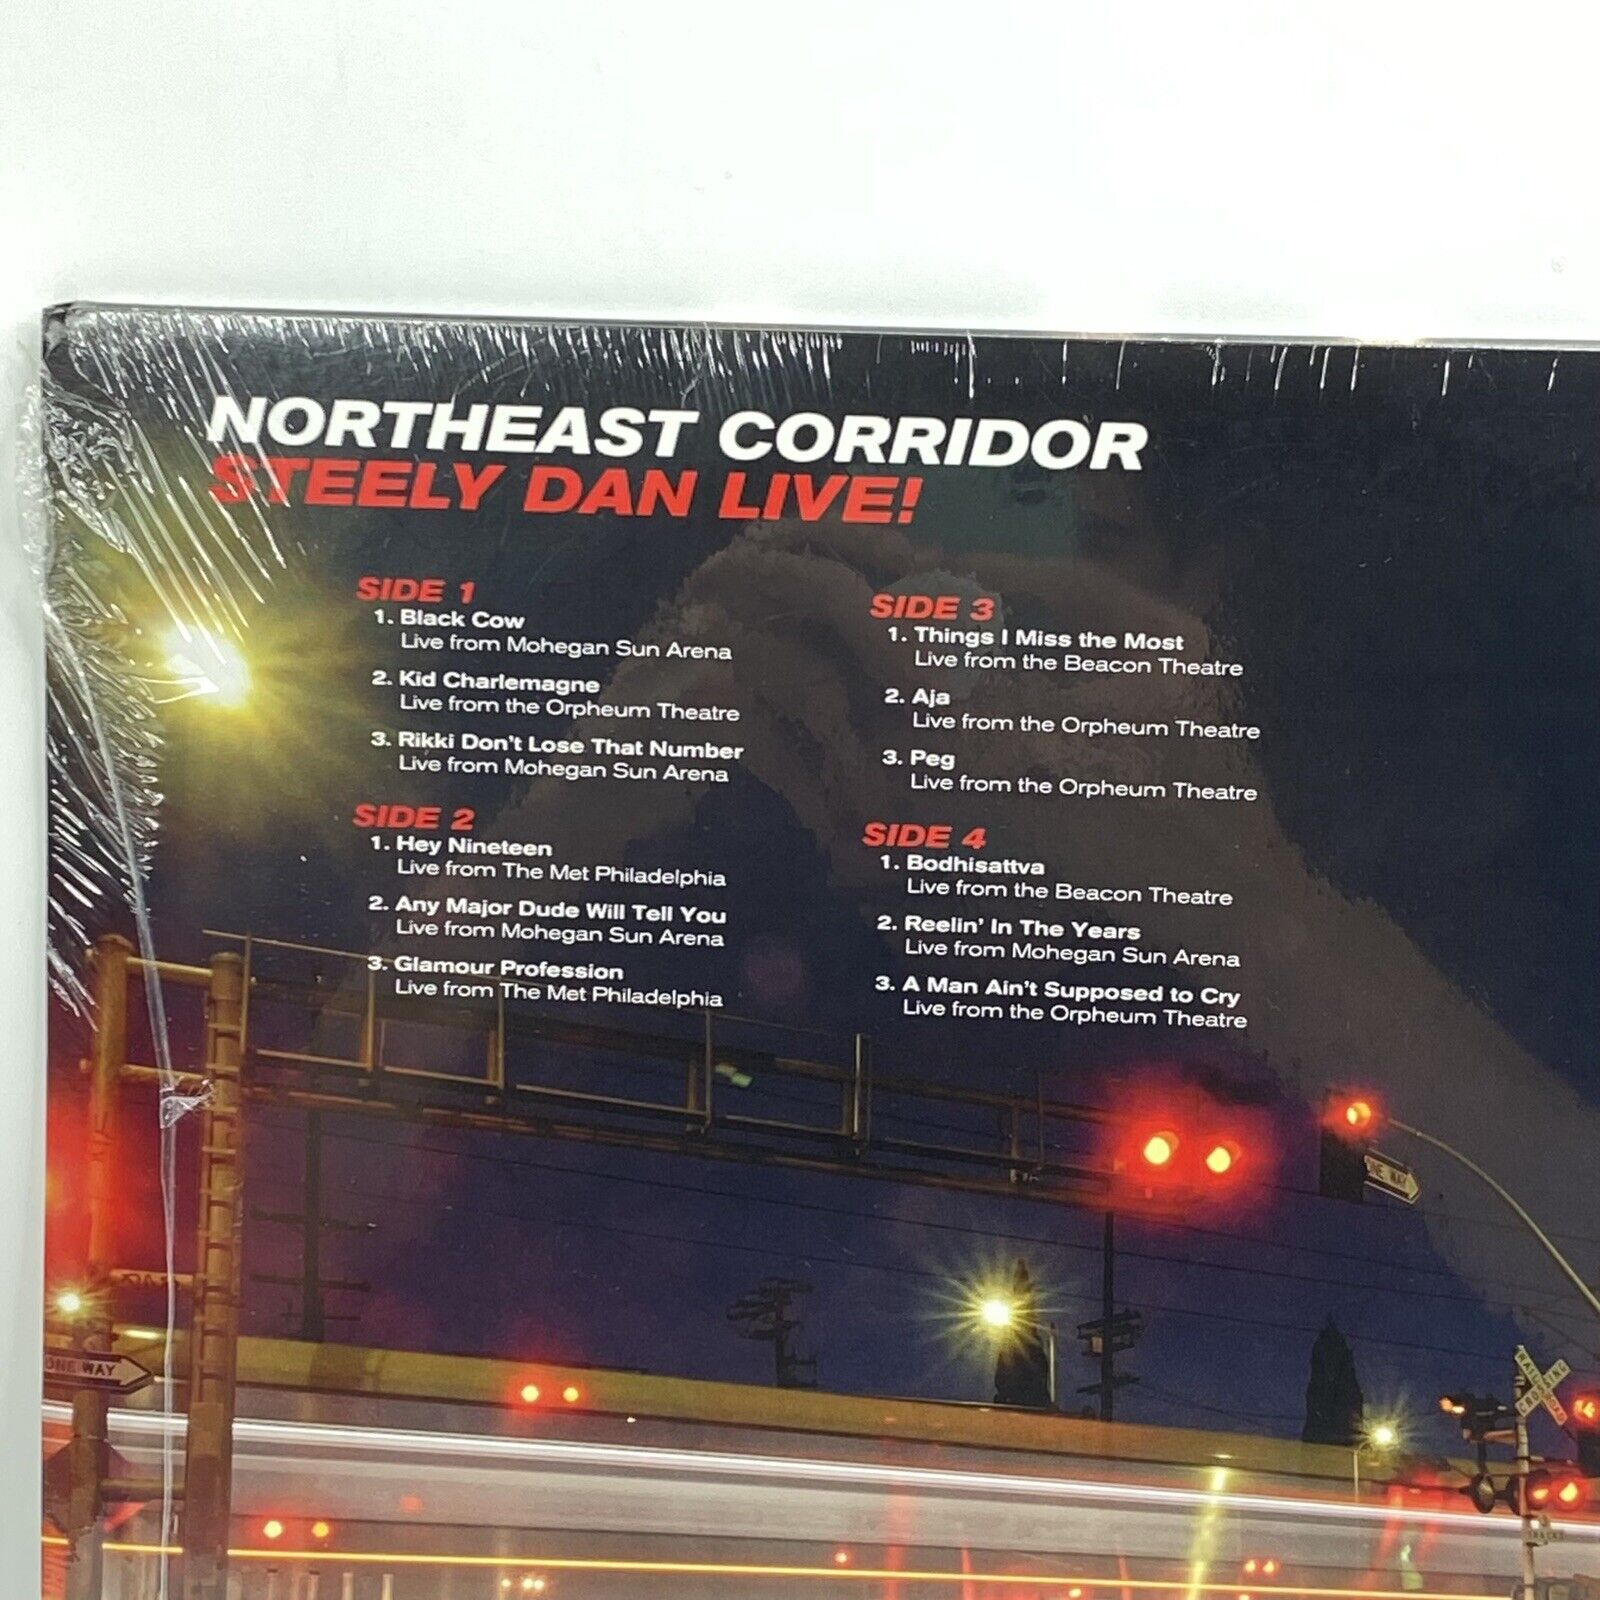 NORTHEAST CORRIDOR
STEELY DAN LIVE!
SIDE 1
1. Black Cow
Live from Mohegan Sun Arena
2. Kid Charlemagne
Live from the Orpheum Theatre
3. Rikki Don't Lose That Number
Live from Mohegan Sun Arena
SIDE 2
1. Hey Nineteen
Live from The Met Philadelphia
2. Any Major Dude Will Tell You
Live from Mohegan Sun Arena
3. Glamour Profession
Live from The Met Philadelphia
SIDE 3
1. Things I Miss the Most
Live from the Beacon Theatre
2. Aja
Live from the Orpheum Theatre
3. Peg
Live from the Orpheum Theatre
SIDE 4
1. Bodhisattva
Live from the Beacon Theatre
2. Reelin' In The Years
Live from Mohegan Sun Arena
3. A Man Ain't Supposed to Cry
Live from the Orpheum Theatre
ONE WAY
ONE WAY
RAILROAD
CROSSING
TRACKS